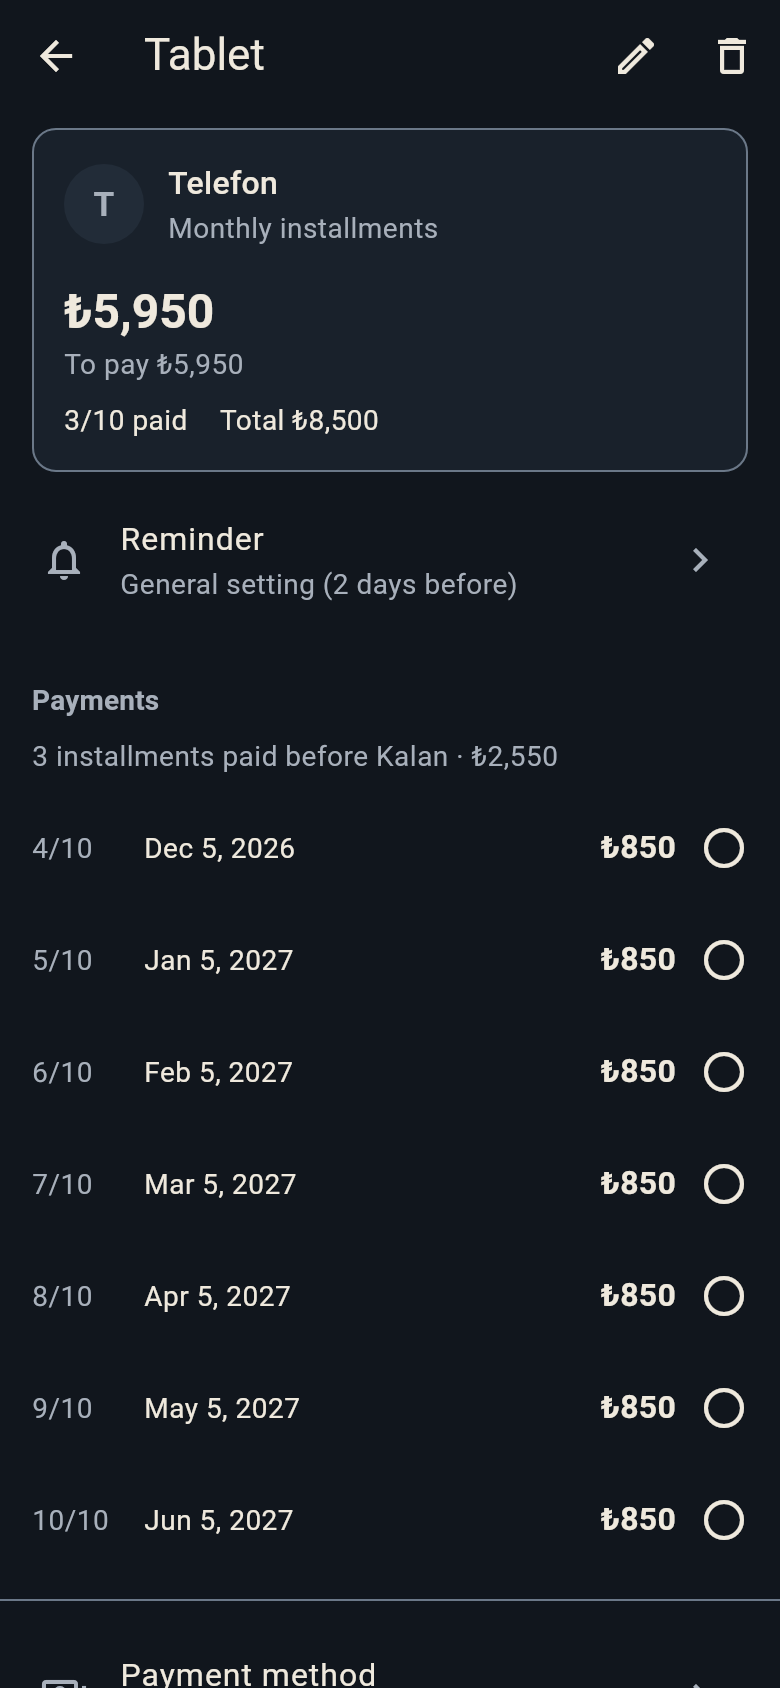 Tablet
T
Telefon
Monthly installments
₺5,950
To pay ₺5,950
3/10 paid Total ₺8,500
Reminder
General setting (2 days before)
Payments
3 installments paid before Kalan · ₺2,550
4/10 Dec 5, 2026 ₺850
5/10 Jan 5, 2027 ₺850
6/10 Feb 5, 2027 ₺850
7/10 Mar 5, 2027 ₺850
8/10 Apr 5, 2027 ₺850
9/10 May 5, 2027 ₺850
10/10 Jun 5, 2027 ₺850
Payment method